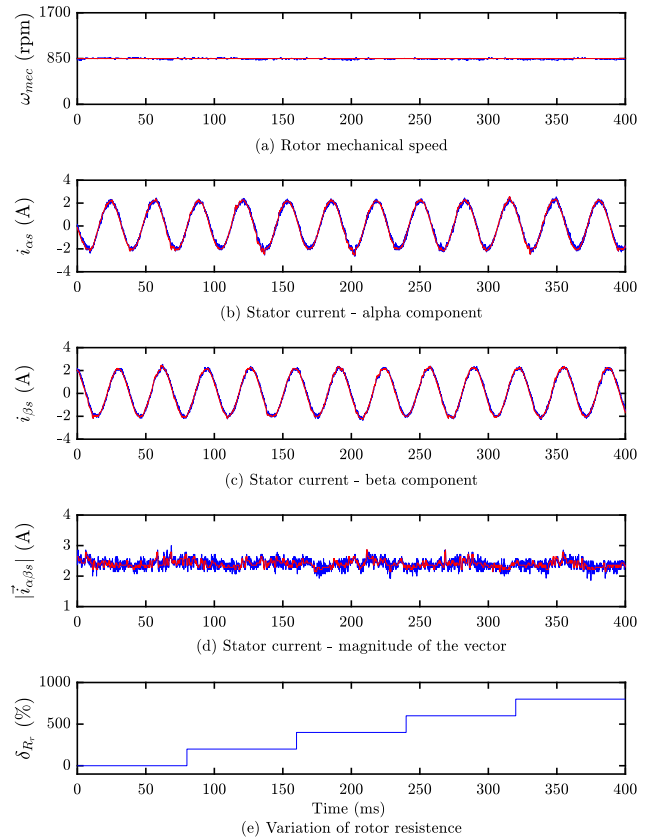 1700
850
0
ω_mec (rpm)
0 50 100 150 200 250 300 350 400
(a) Rotor mechanical speed
4
2
0
−2
−4
i_αs (A)
0 50 100 150 200 250 300 350 400
(b) Stator current - alpha component
4
2
0
−2
−4
i_βs (A)
0 50 100 150 200 250 300 350 400
(c) Stator current - beta component
4
3
2
1
|i⃗_αβs| (A)
0 50 100 150 200 250 300 350 400
(d) Stator current - magnitude of the vector
1000
500
0
δ_Rr (%)
0 50 100 150 200 250 300 350 400
Time (ms)
(e) Variation of rotor resistence